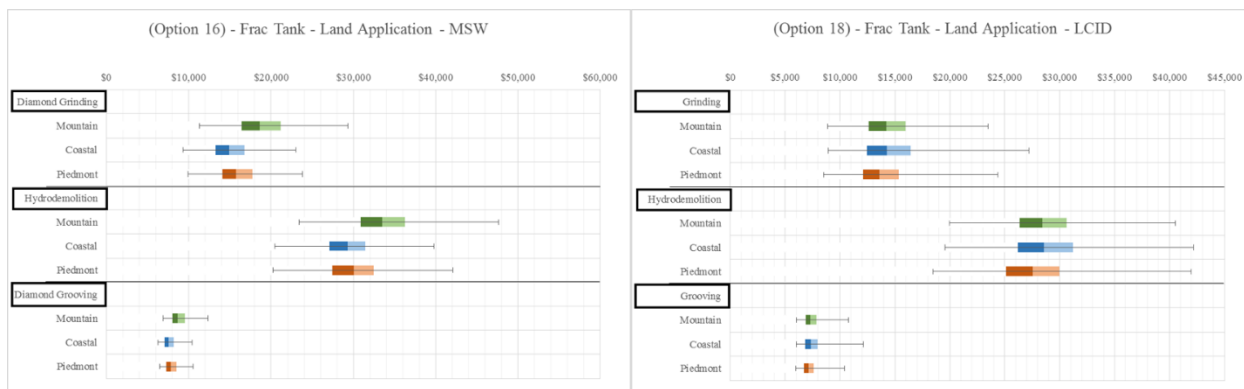 (Option 16) - Frac Tank - Land Application - MSW
$0 $10,000 $20,000 $30,000 $40,000 $50,000 $60,000
Diamond Grinding
Mountain
Coastal
Piedmont
Hydrodemolition
Mountain
Coastal
Piedmont
Diamond Grooving
Mountain
Coastal
Piedmont
(Option 18) - Frac Tank - Land Application - LCID
$0 $5,000 $10,000 $15,000 $20,000 $25,000 $30,000 $35,000 $40,000 $45,000
Grinding
Mountain
Coastal
Piedmont
Hydrodemolition
Mountain
Coastal
Piedmont
Grooving
Mountain
Coastal
Piedmont